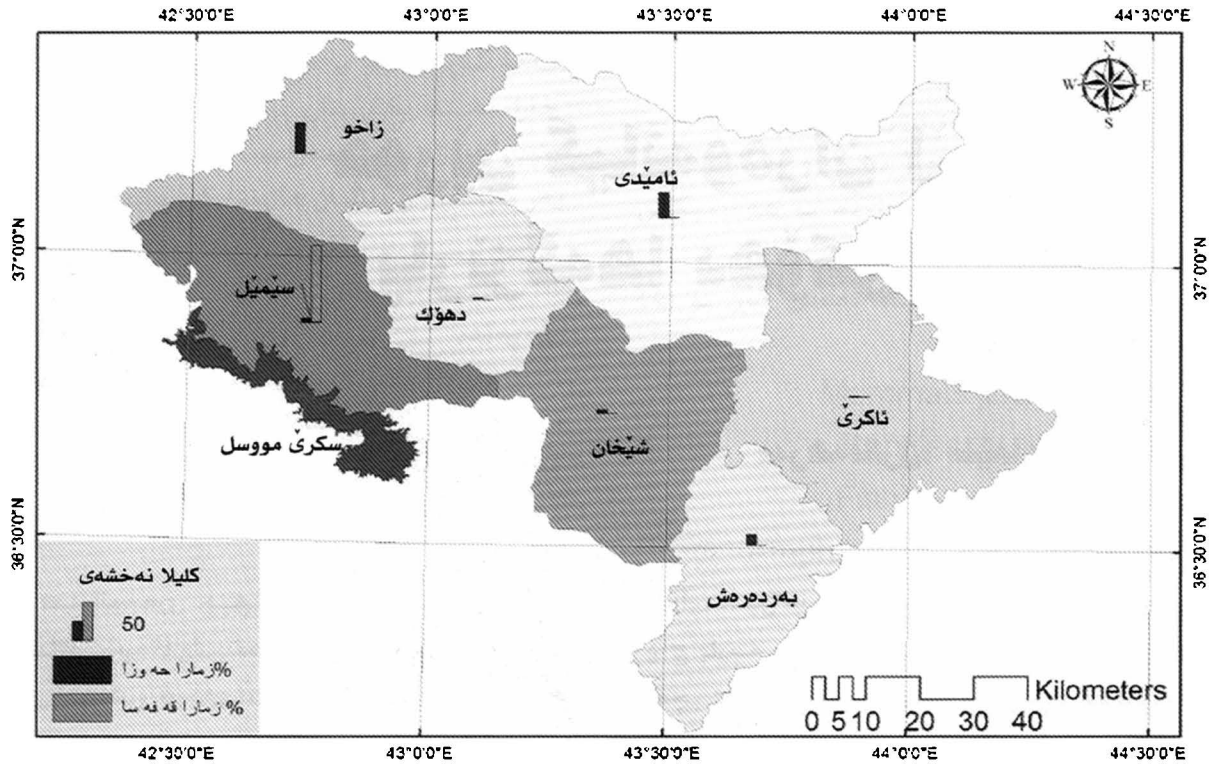 42°30'0"E 43°0'0"E 43°30'0"E 44°0'0"E 44°30'0"E
N
W E
S
زاخو
ئامێدی
37°0'0"N 37°0'0"N
سێمێل
دهۆك
ئاکرێ
سکرێ مووسل
شێخان
36°30'0"N 36°30'0"N
بەردەرەش
کلیلا نەخشەی
50
%زمارا حه وزا
% زمارا قه فه سا
Kilometers
0 5 10 20 30 40
42°30'0"E 43°0'0"E 43°30'0"E 44°0'0"E 44°30'0"E